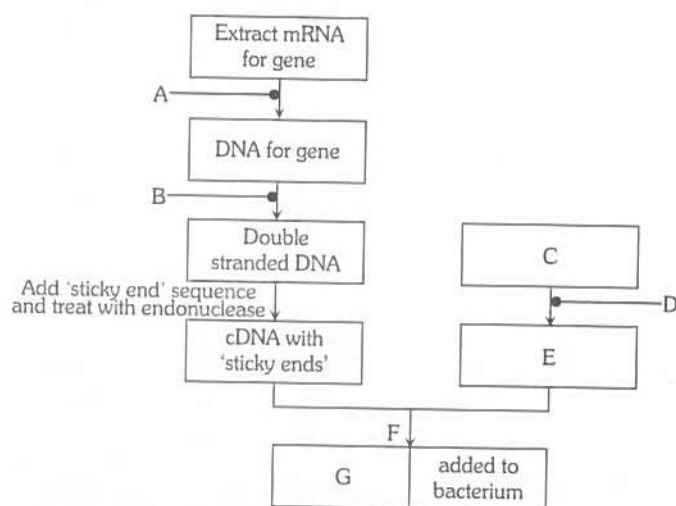 Extract mRNA
for gene
A
DNA for gene
B
Double
stranded DNA
C
Add 'sticky end' sequence
and treat with endonuclease
D
cDNA with
'sticky ends'
E
F
G
added to
bacterium